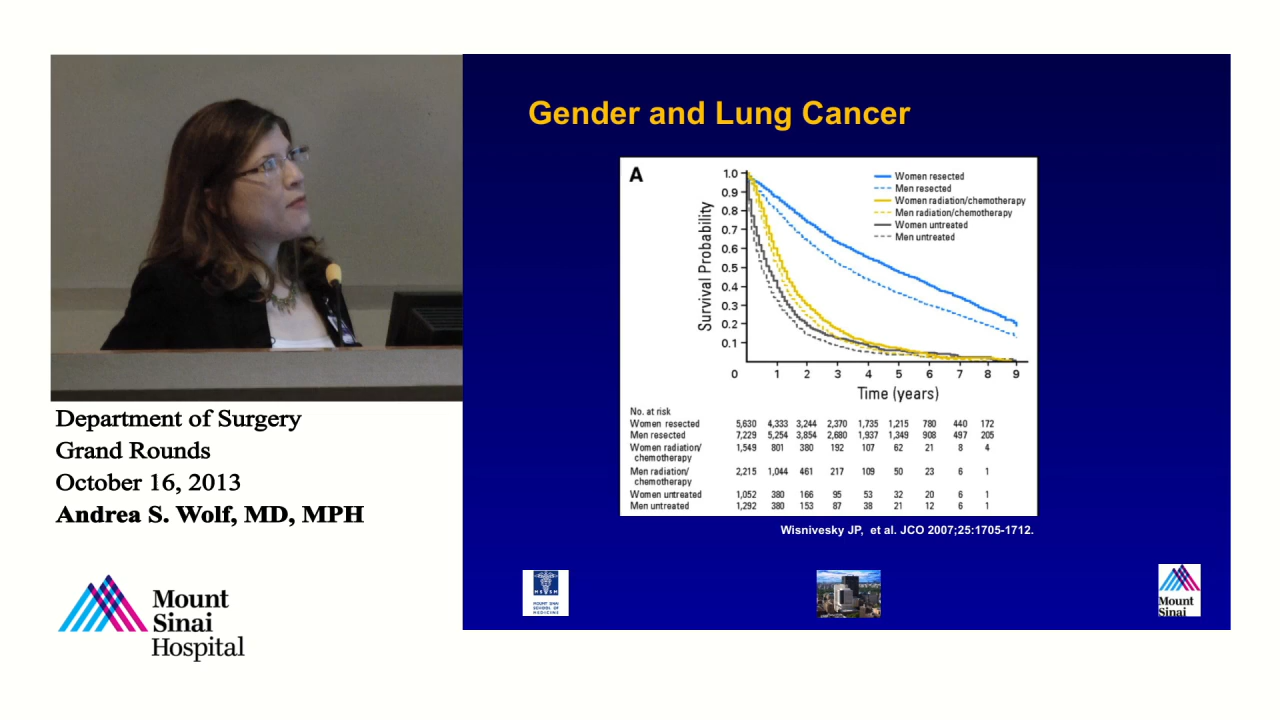 Gender and Lung Cancer
A
Women resected
Men resected
Women radiation/chemotherapy
Men radiation/chemotherapy
Women untreated
Men untreated
Survival Probability
1.0
0.9
0.8
0.7
0.6
0.5
0.4
0.3
0.2
0.1
0 1 2 3 4 5 6 7 8 9
Time (years)
No. at risk
Women resected 5,630 4,333 3,244 2,370 1,735 1,215 780 440 172
Men resected 7,229 5,254 3,854 2,680 1,937 1,349 908 497 205
Women radiation/ 1,549 801 380 192 107 62 21 8 4
chemotherapy
Men radiation/ 2,215 1,044 461 217 109 50 23 6 1
chemotherapy
Women untreated 1,052 380 166 95 53 32 20 6 1
Men untreated 1,292 380 153 87 38 21 12 6 1
Wisnivesky JP, et al. JCO 2007;25:1705-1712.
MOUNT SINAI
SCHOOL OF
MEDICINE
Mount
Sinai
Department of Surgery
Grand Rounds
October 16, 2013
Andrea S. Wolf, MD, MPH
Mount
Sinai
Hospital